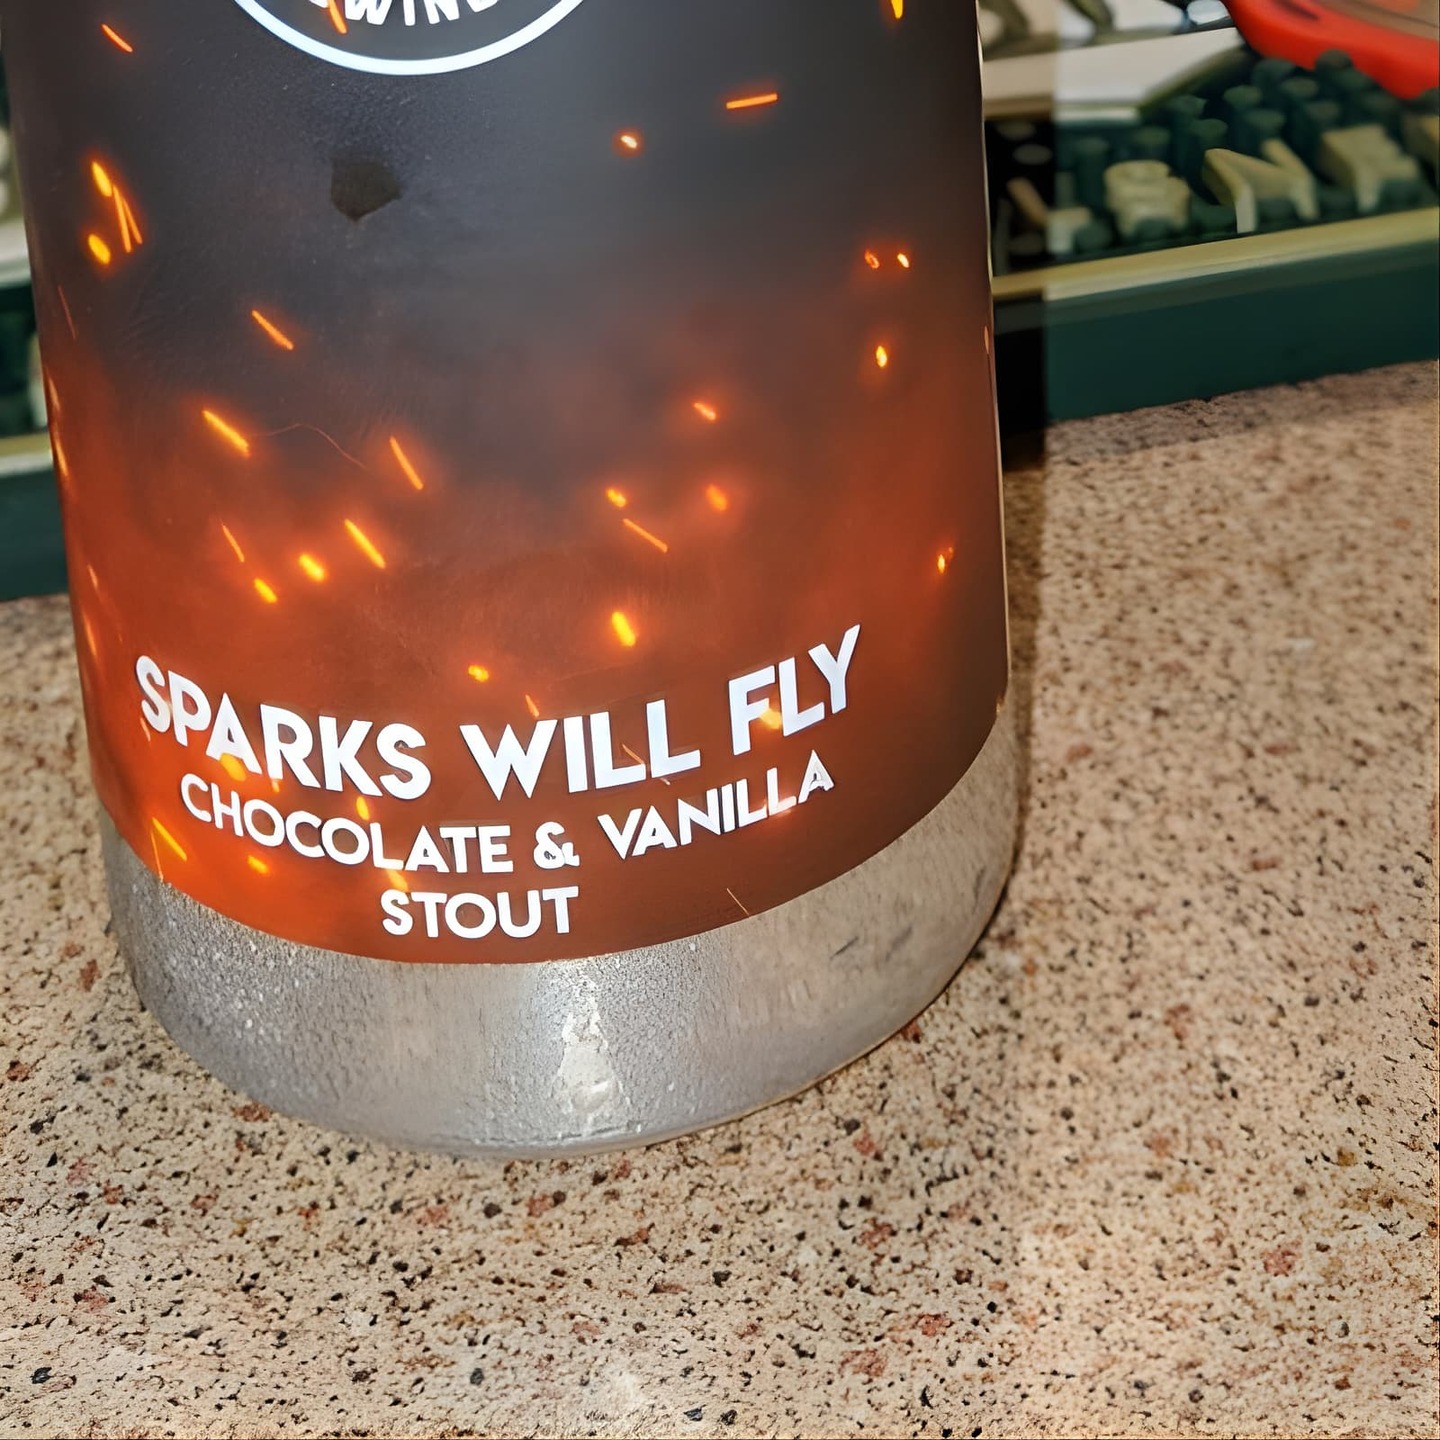 SPARKS WILL FLY
CHOCOLATE & VANILLA
STOUT